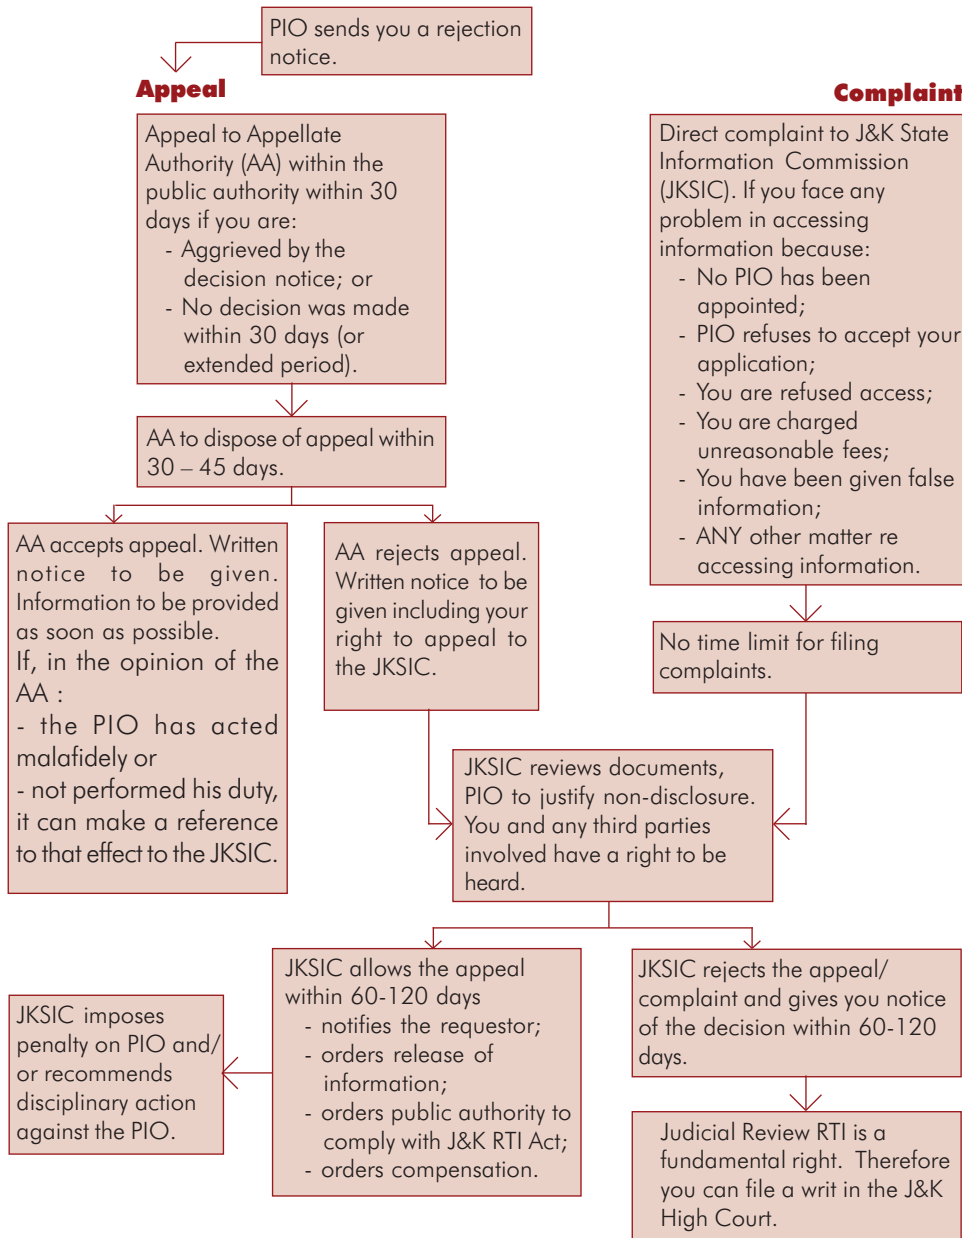 PIO sends you a rejection
notice.
Appeal
Appeal to Appellate
Authority (AA) within the
public authority within 30
days if you are:
- Aggrieved by the
decision notice; or
- No decision was made
within 30 days (or
extended period).
AA to dispose of appeal within
30 – 45 days.
AA accepts appeal. Written
notice to be given.
Information to be provided
as soon as possible.
If, in the opinion of the
AA :
- the PIO has acted
malafidely or
- not performed his duty,
it can make a reference
to that effect to the JKSIC.
AA rejects appeal.
Written notice to be
given including your
right to appeal to
the JKSIC.
Complaint
Direct complaint to J&K State
Information Commission
(JKSIC). If you face any
problem in accessing
information because:
- No PIO has been
appointed;
- PIO refuses to accept your
application;
- You are refused access;
- You are charged
unreasonable fees;
- You have been given false
information;
- ANY other matter re
accessing information.
No time limit for filing
complaints.
JKSIC reviews documents,
PIO to justify non-disclosure.
You and any third parties
involved have a right to be
heard.
JKSIC allows the appeal
within 60-120 days
- notifies the requestor;
- orders release of
information;
- orders public authority to
comply with J&K RTI Act;
- orders compensation.
JKSIC imposes
penalty on PIO and/
or recommends
disciplinary action
against the PIO.
JKSIC rejects the appeal/
complaint and gives you notice
of the decision within 60-120
days.
Judicial Review RTI is a
fundamental right. Therefore
you can file a writ in the J&K
High Court.